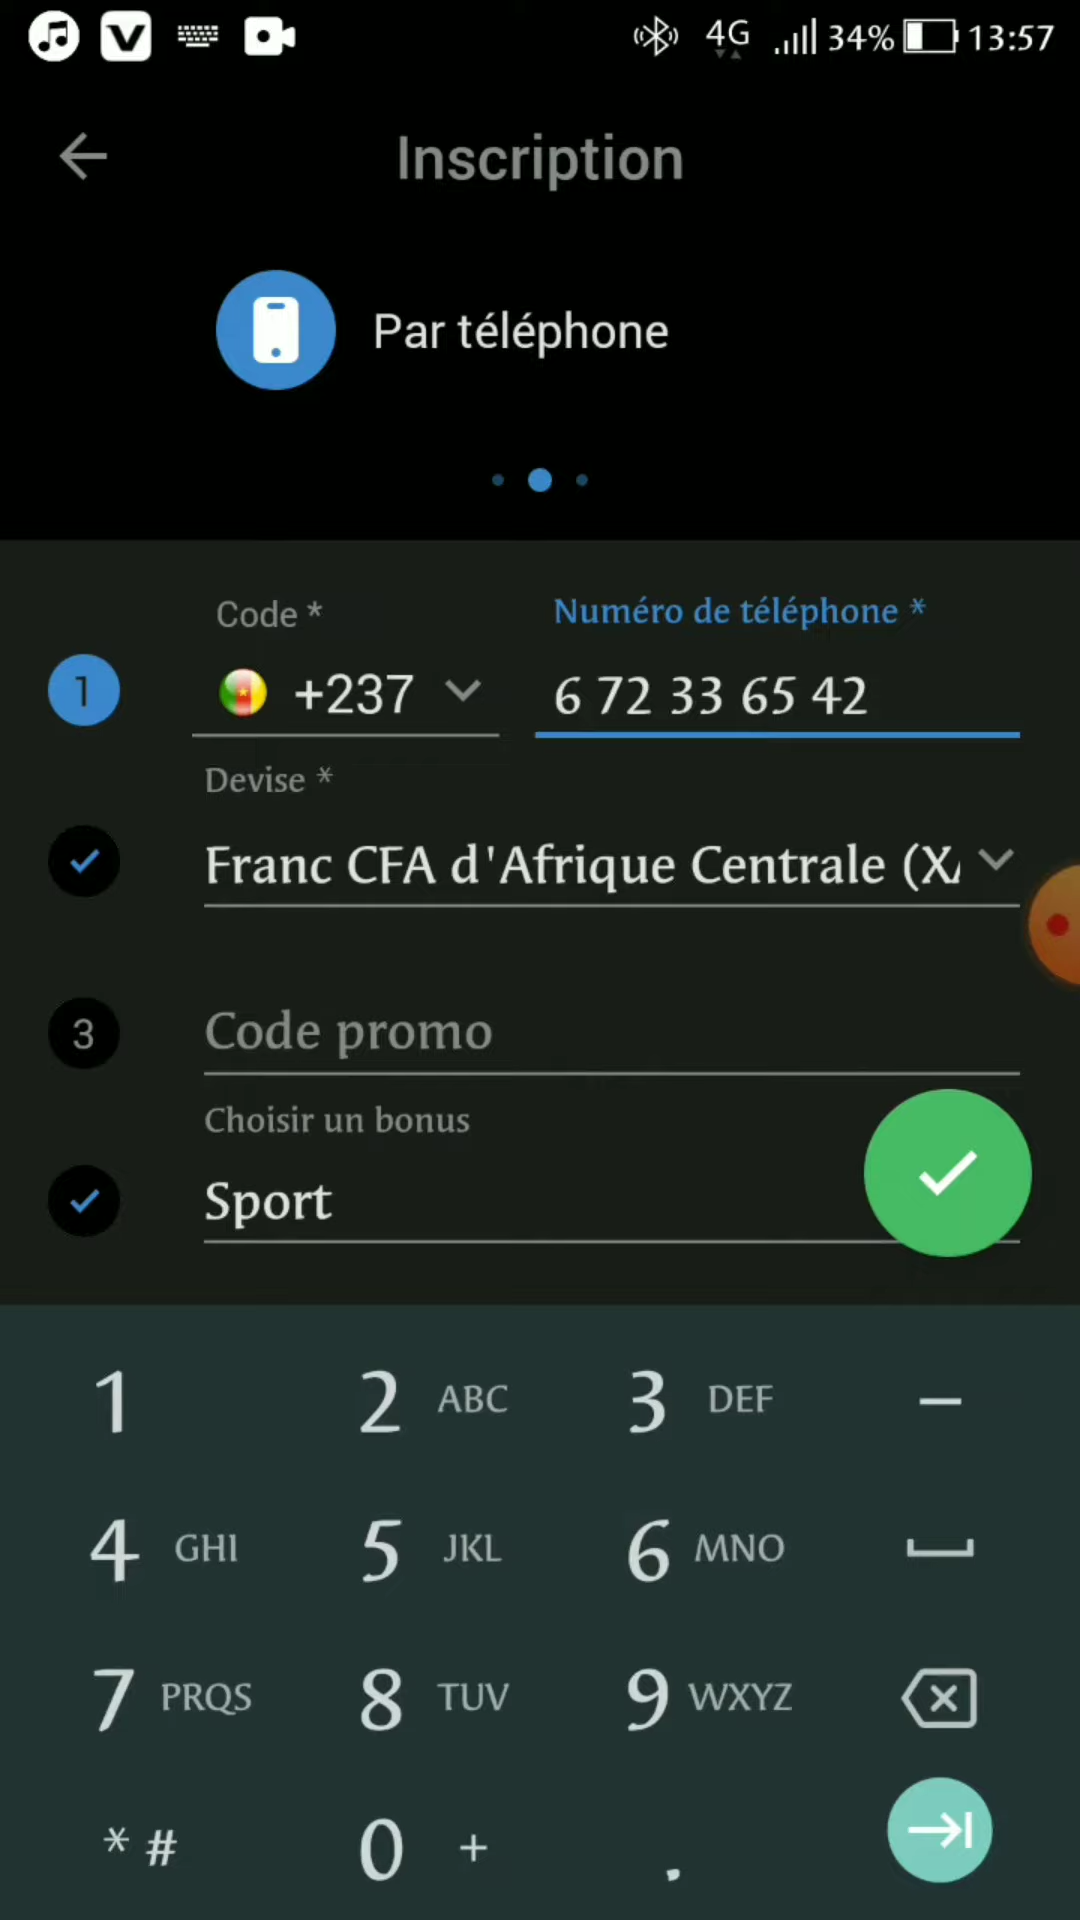 4G 34% 13:57
Inscription
Par téléphone
Code * Numéro de téléphone *
1 +237 6 72 33 65 42
Devise *
Franc CFA d'Afrique Centrale (XA
3 Code promo
Choisir un bonus
Sport
1 2 ABC 3 DEF –
4 GHI 5 JKL 6 MNO
7 PRQS 8 TUV 9 WXYZ
* # 0 + .